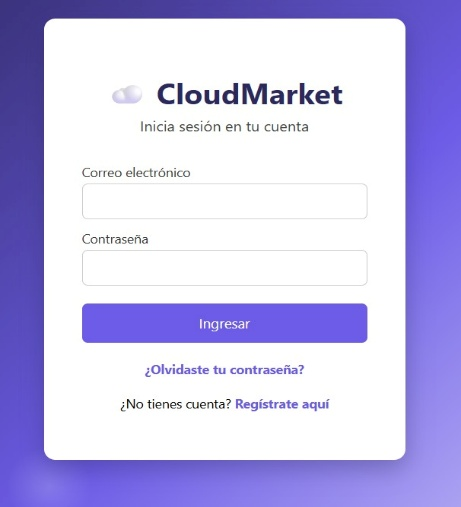 CloudMarket
Inicia sesión en tu cuenta
Correo electrónico
Contraseña
Ingresar
¿Olvidaste tu contraseña?
¿No tienes cuenta? Regístrate aquí